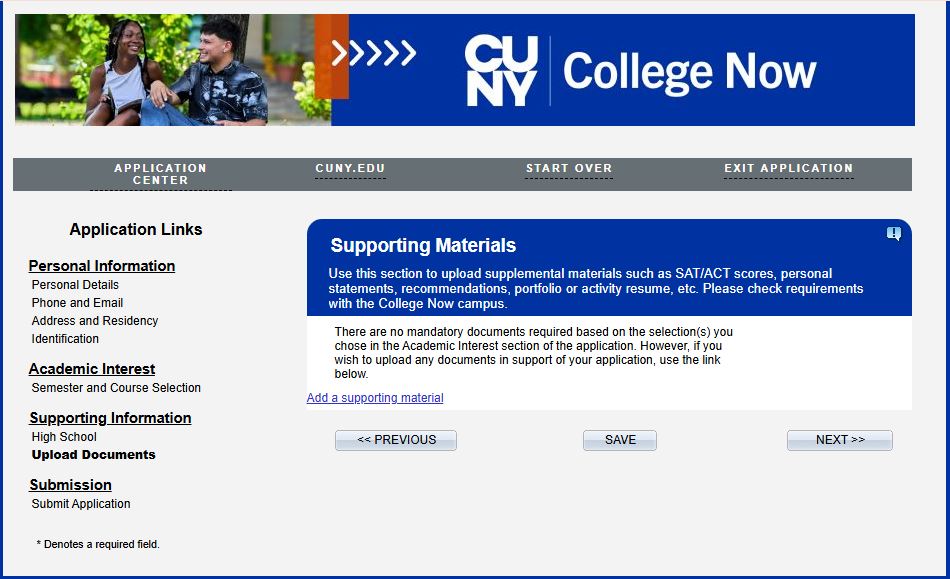 CU
NY
College Now
APPLICATION
CENTER
CUNY.EDU
START OVER
EXIT APPLICATION
Application Links
Personal Information
Personal Details
Phone and Email
Address and Residency
Identification
Academic Interest
Semester and Course Selection
Supporting Information
High School
Upload Documents
Submission
Submit Application
* Denotes a required field.
Supporting Materials
Use this section to upload supplemental materials such as SAT/ACT scores, personal
statements, recommendations, portfolio or activity resume, etc. Please check requirements
with the College Now campus.
There are no mandatory documents required based on the selection(s) you
chose in the Academic Interest section of the application. However, if you
wish to upload any documents in support of your application, use the link
below.
Add a supporting material
<< PREVIOUS
SAVE
NEXT >>